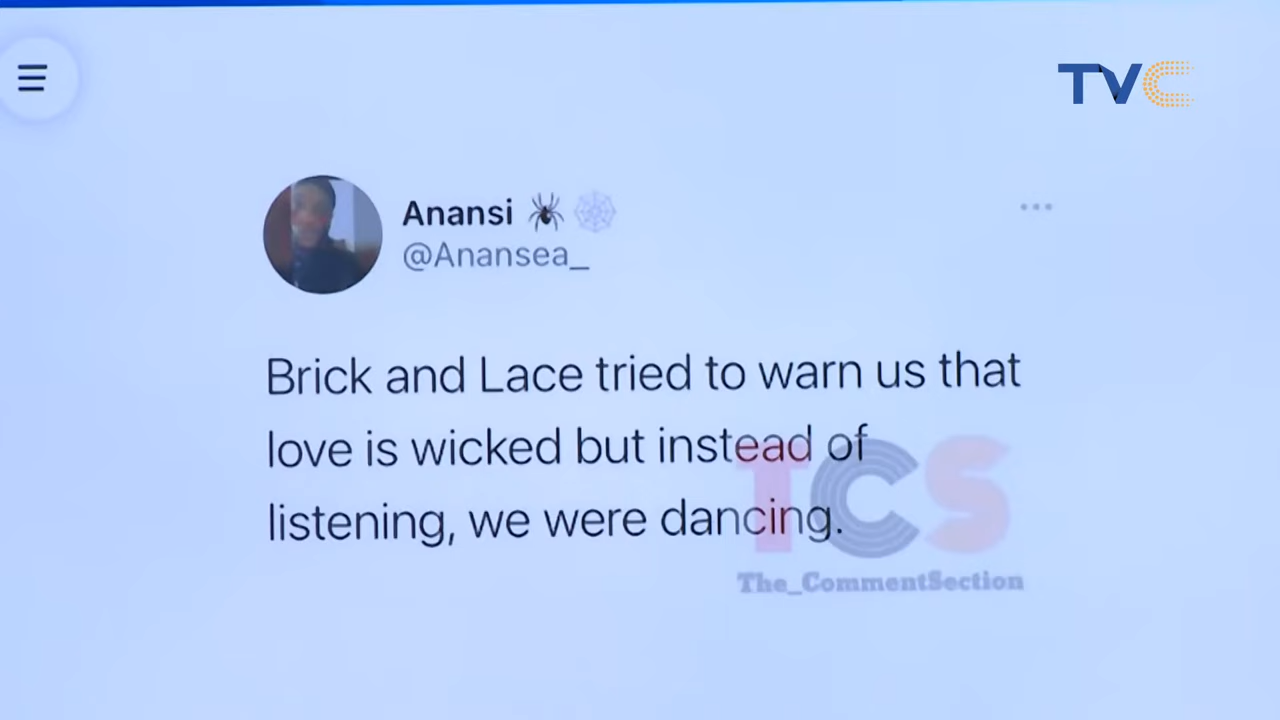 TVC
Anansi 🕷 🕸
@Anansea_
Brick and Lace tried to warn us that
love is wicked but instead of
listening, we were dancing.
TCS
The_CommentSection